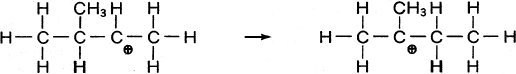 H CH₃ H H → H CH₃ H H
H—C—C—C—C—H → H—C—C—C—C—H
⊕ ⊕
H H H H H H